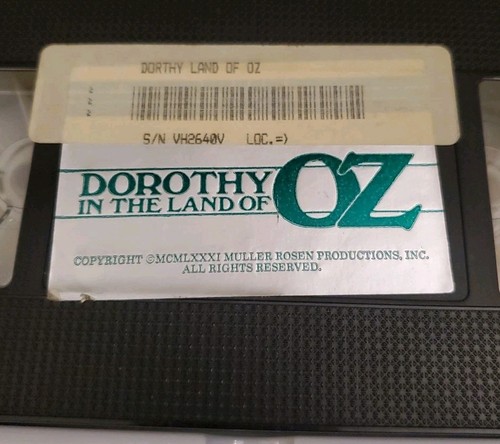 DORTHY LAND OF OZ
S/N VH2640V LOC.=)
DOROTHY
IN THE LAND OF OZ
COPYRIGHT ©MCMLXXXI MULLER ROSEN PRODUCTIONS, INC.
ALL RIGHTS RESERVED.